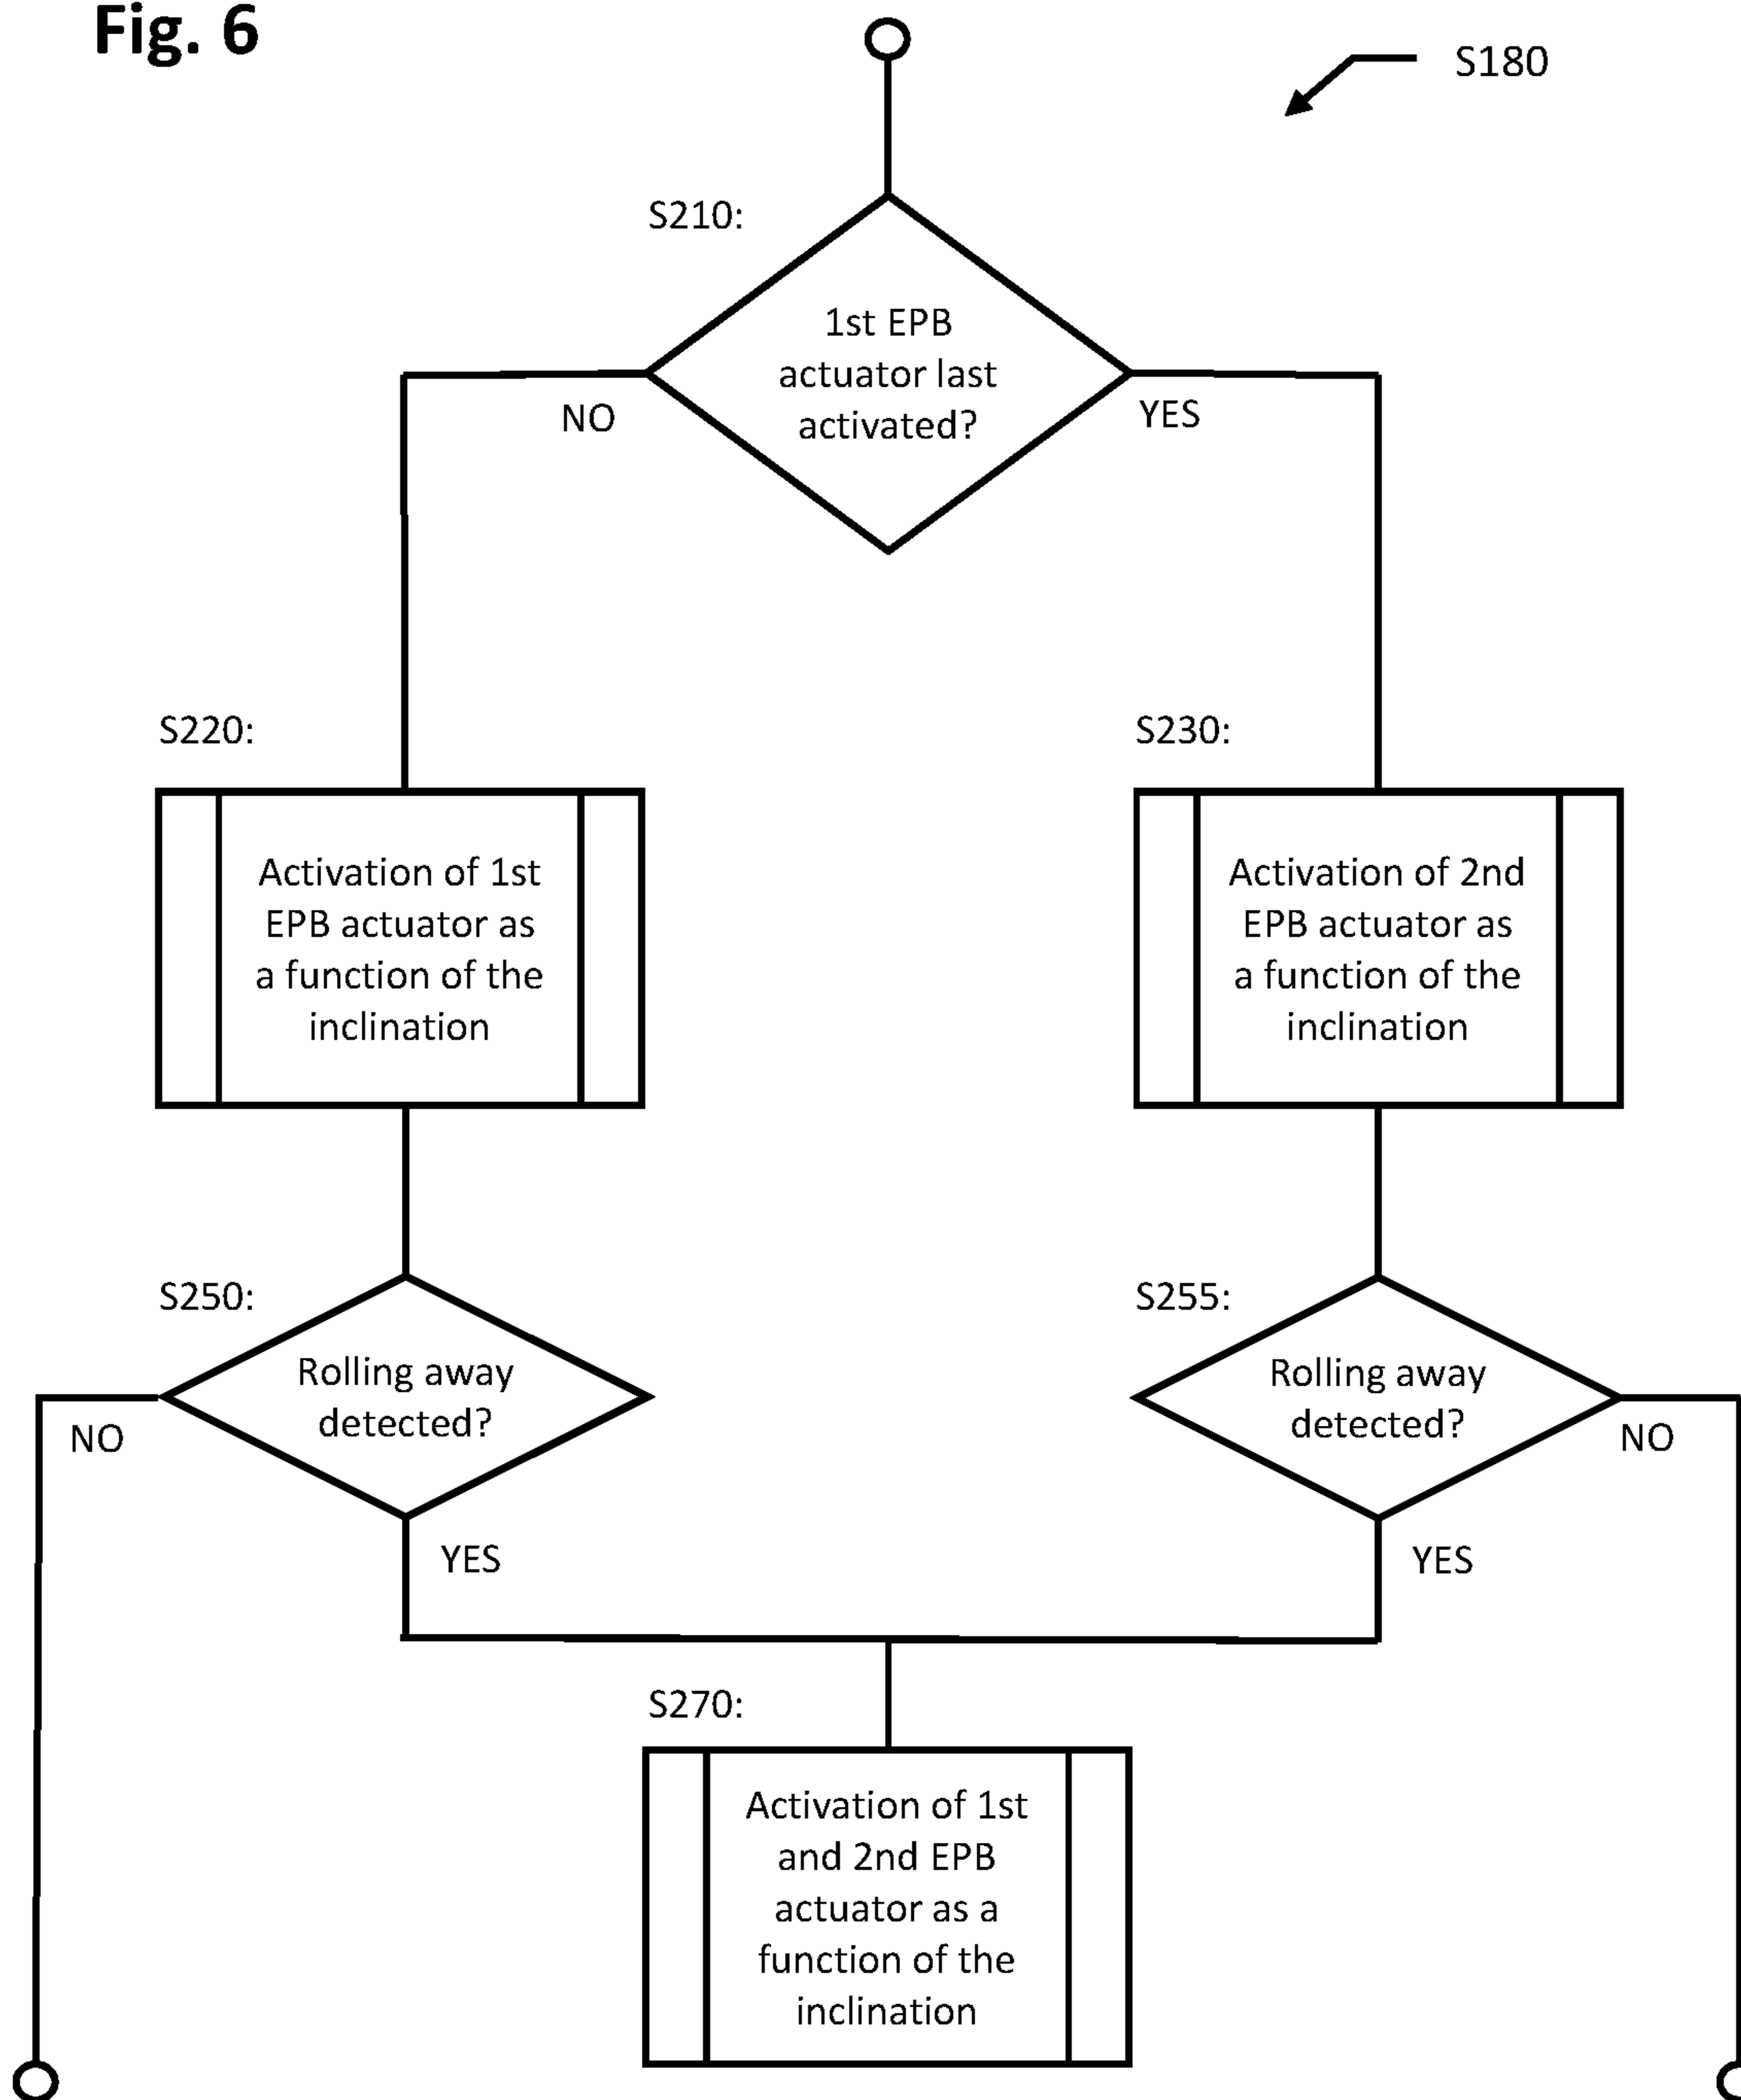 Fig. 6
S180
S210:
1st EPB
actuator last
activated?
NO
YES
S220:
Activation of 1st
EPB actuator as
a function of the
inclination
S230:
Activation of 2nd
EPB actuator as
a function of the
inclination
S250:
Rolling away
detected?
NO
YES
S255:
Rolling away
detected?
NO
YES
S270:
Activation of 1st
and 2nd EPB
actuator as a
function of the
inclination